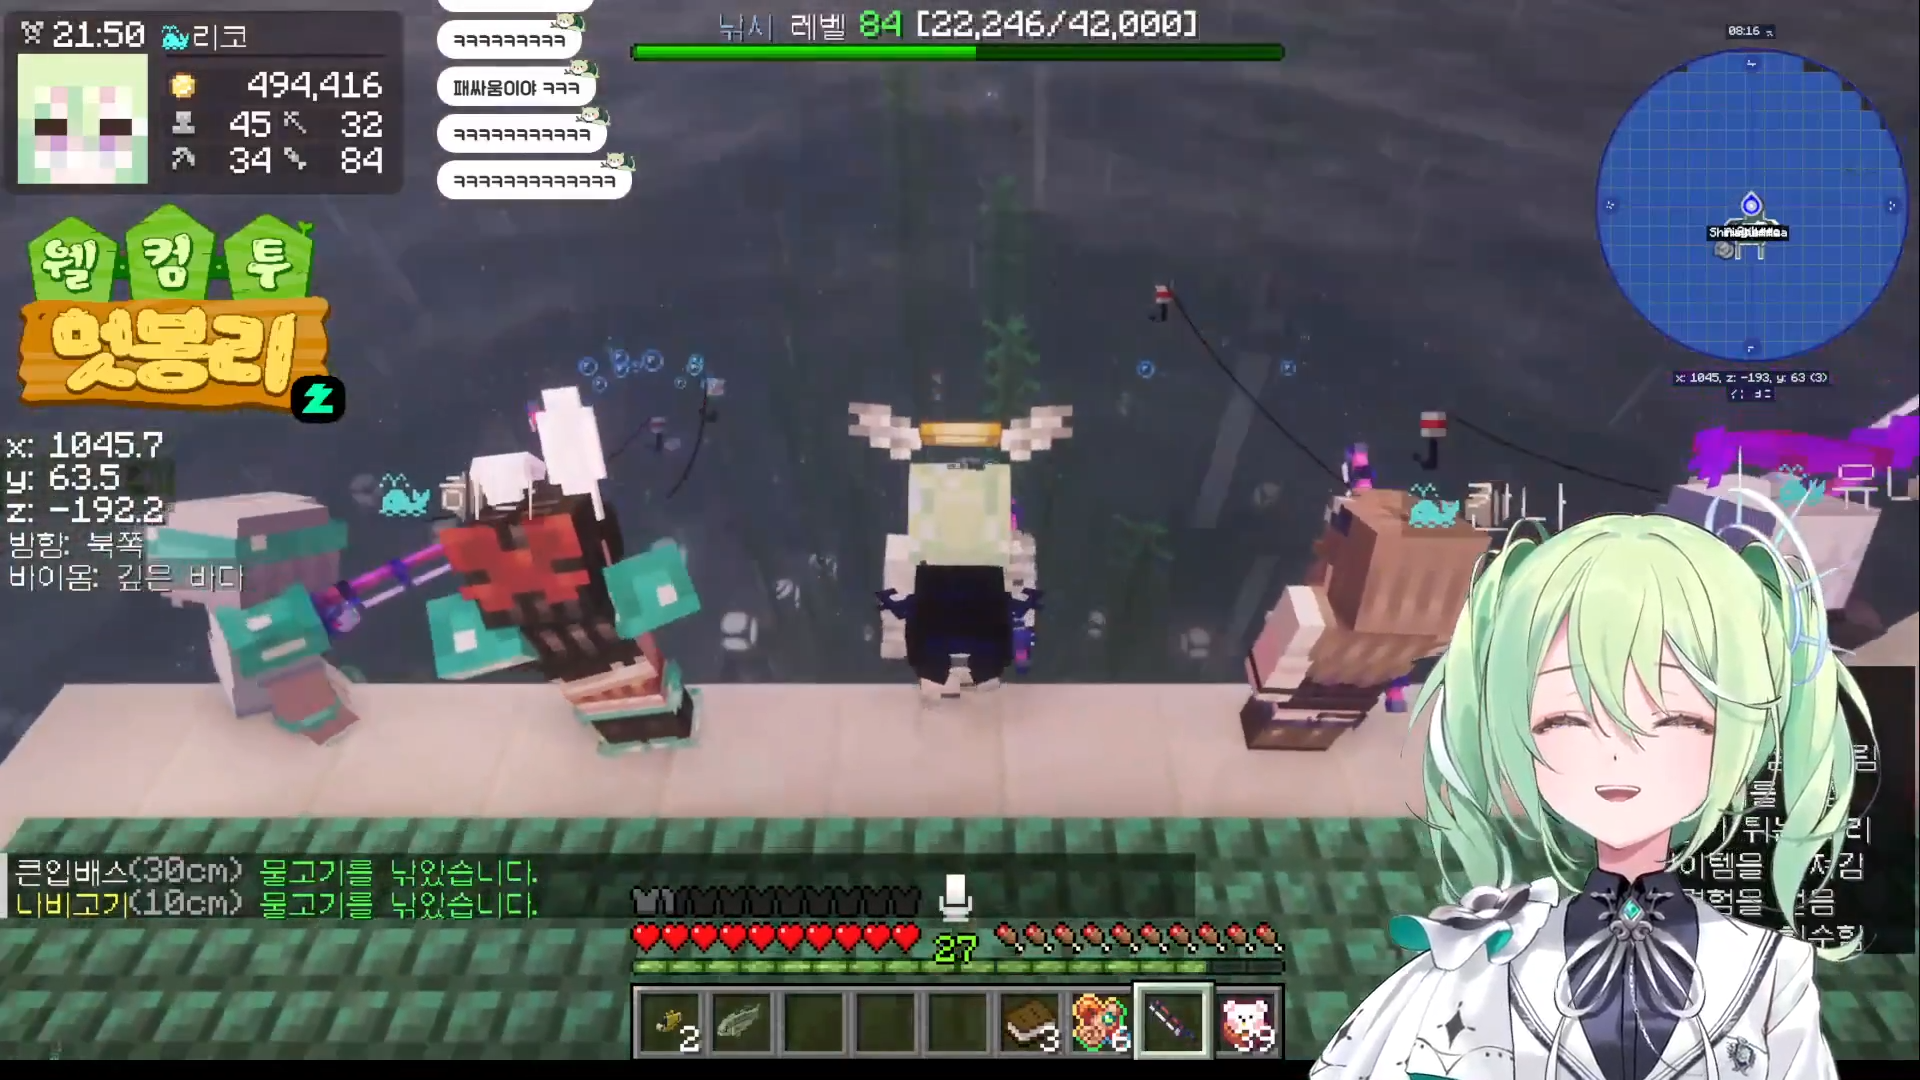 21:50 리코
494,416
45 32
34 84
ㅋㅋㅋㅋㅋㅋㅋㅋㅋ
패싸움이야 ㅋㅋㅋ
ㅋㅋㅋㅋㅋㅋㅋㅋㅋㅋㅋ
ㅋㅋㅋㅋㅋㅋㅋㅋㅋㅋㅋㅋㅋ
낚시 레벨 84 [22,246/42,000]
08:16
x: 1045, z: -193, y: 63 (3)
웰컴투
멋봉리
x: 1045.7
y: 63.5
z: -192.2
방향: 북쪽
바이옴: 깊은 바다
큰입배스(30cm) 물고기를 낚았습니다.
나비고기(10cm) 물고기를 낚았습니다.
27
2
3
6